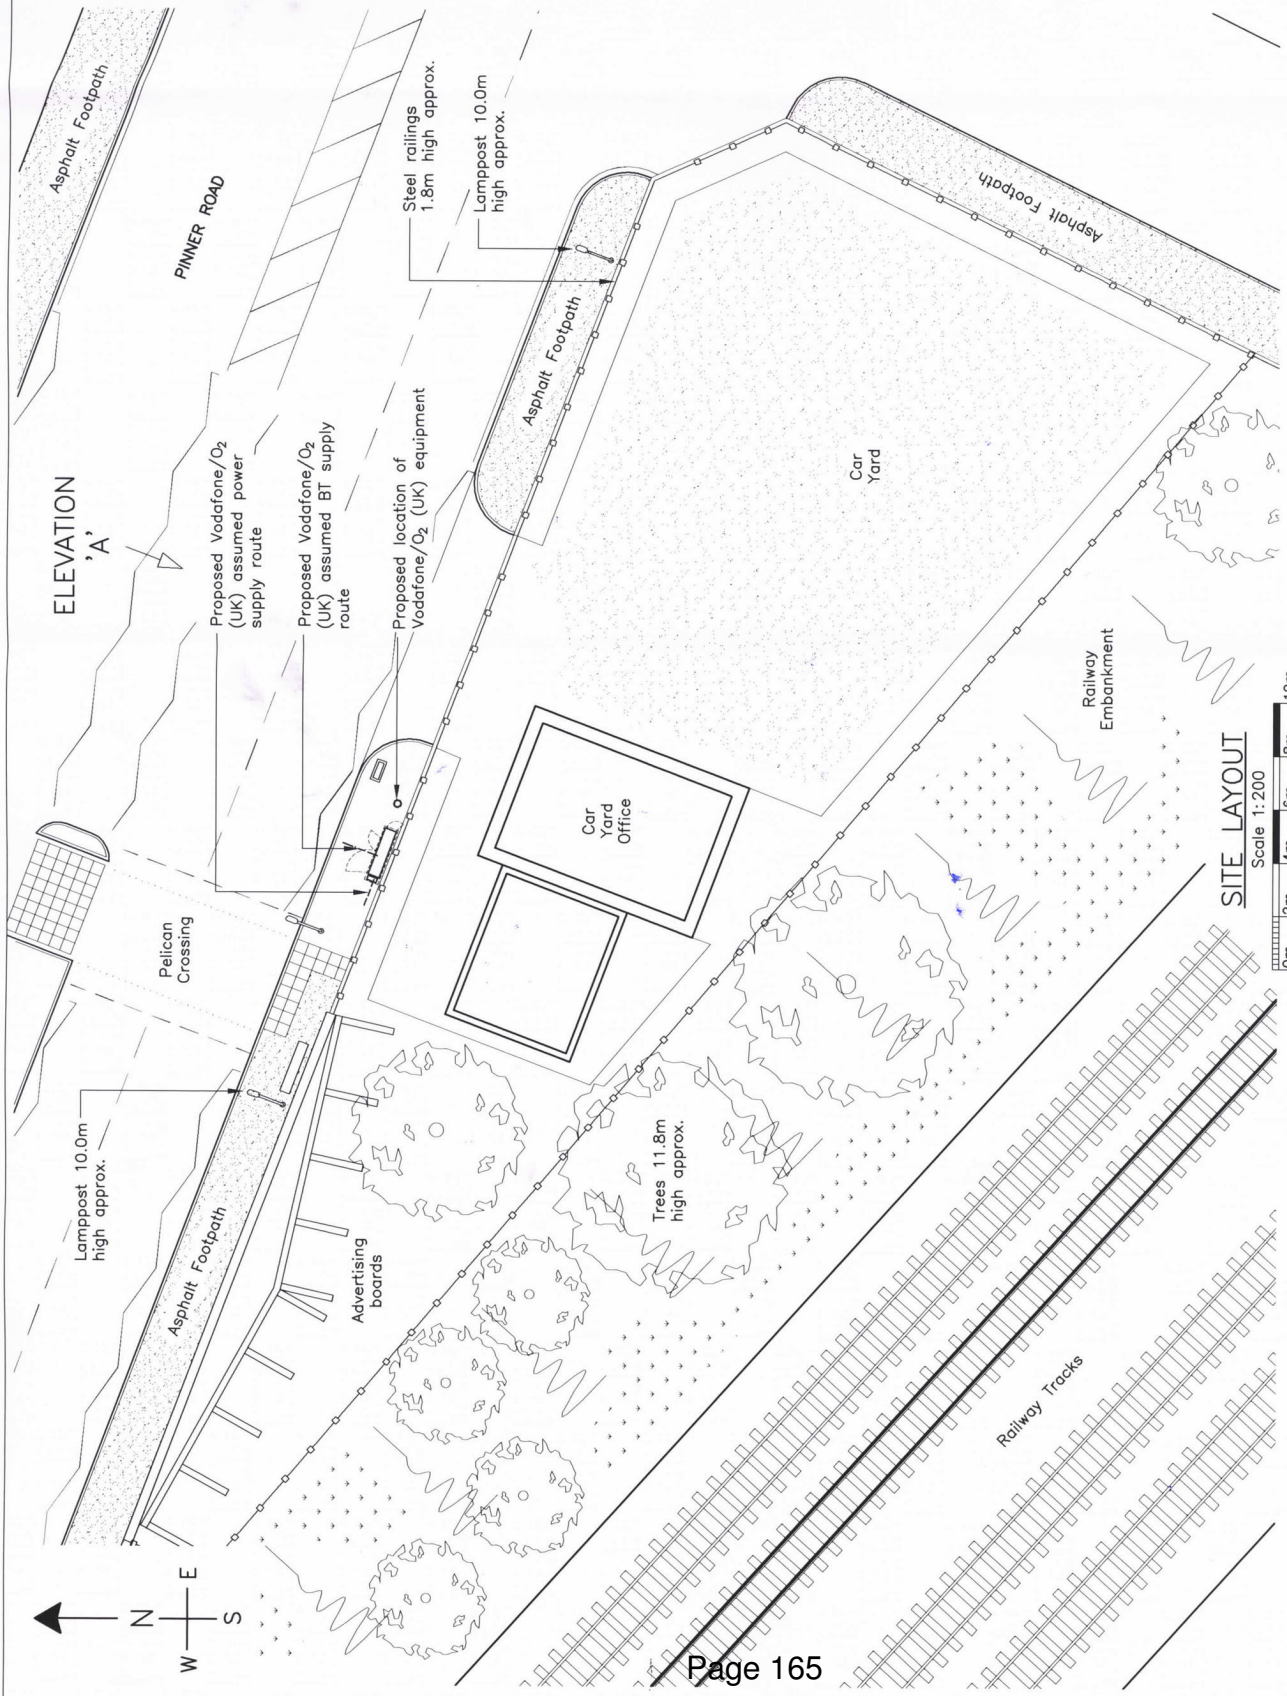 Asphalt Footpath
PINNER ROAD
ELEVATION
'A'
Steel railings
1.8m high approx.
Lamppost 10.0m
high approx.
Proposed Vodafone/O₂
(UK) assumed power
supply route
Proposed Vodafone/O₂
(UK) assumed BT supply
route
Proposed location of
Vodafone/O₂ (UK) equipment
Asphalt Footpath
Asphalt Footpath
Pelican
Crossing
Car
Yard
Car
Yard
Office
Lamppost 10.0m
high approx.
Asphalt Footpath
Advertising
boards
Trees 11.8m
high approx.
Railway
Embankment
Railway Tracks
N
W E
S
SITE LAYOUT
Scale 1:200
Page 165